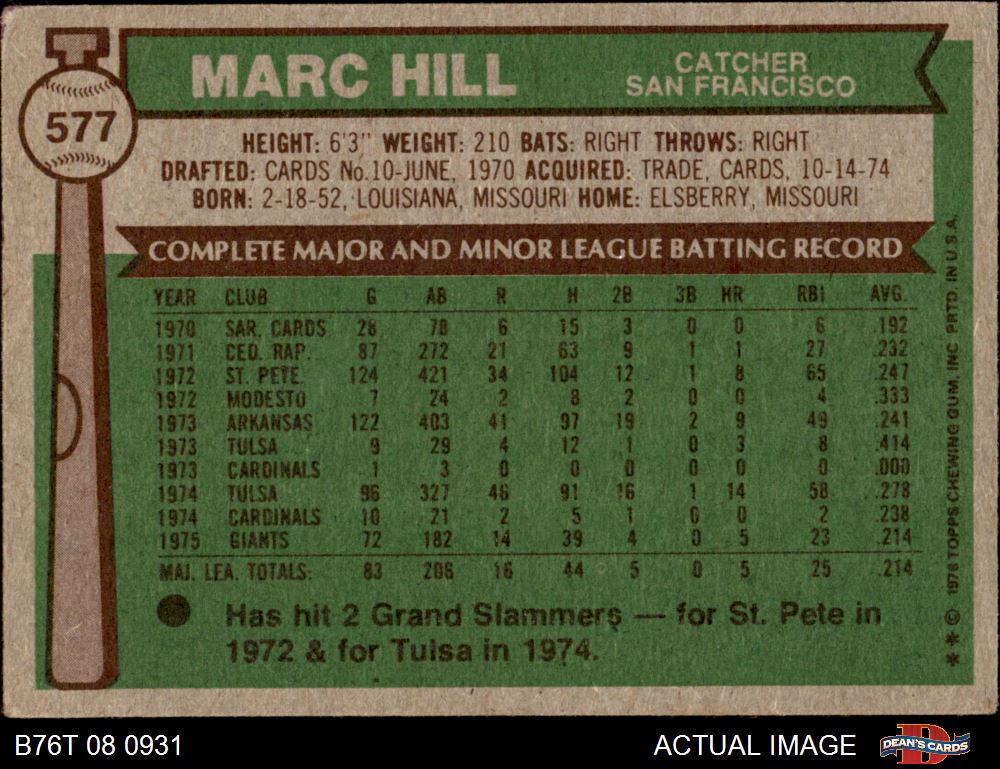 MARC HILL
CATCHER
SAN FRANCISCO
577
HEIGHT: 6'3" WEIGHT: 210 BATS: RIGHT THROWS: RIGHT
DRAFTED: CARDS No.10-JUNE, 1970 ACQUIRED: TRADE, CARDS, 10-14-74
BORN: 2-18-52, LOUISIANA, MISSOURI HOME: ELSBERRY, MISSOURI
COMPLETE MAJOR AND MINOR LEAGUE BATTING RECORD
YEAR CLUB G AB R H 2B 3B HR RBI AVG.
1970 SAR. CARDS 28 78 6 15 3 0 0 6 .192
1971 CED. RAP. 87 272 21 63 9 1 1 27 .232
1972 ST. PETE. 124 421 34 104 12 1 8 65 .247
1972 MODESTO 7 24 2 8 2 0 0 4 .333
1973 ARKANSAS 122 403 41 97 19 2 9 49 .241
1973 TULSA 9 29 4 12 1 0 3 8 .414
1973 CARDINALS 1 3 0 0 0 0 0 0 .000
1974 TULSA 96 327 46 91 16 1 14 58 .278
1974 CARDINALS 10 21 2 5 1 0 0 2 .238
1975 GIANTS 72 182 14 39 4 0 5 23 .214
MAJ. LEA. TOTALS: 83 206 16 44 5 0 5 25 .214
Has hit 2 Grand Slammers — for St. Pete in
1972 & for Tulsa in 1974.
* * © 1976 TOPPS CHEWING GUM, INC PRTD. IN U.S.A.
B76T 08 0931
ACTUAL IMAGE
DEAN'S CARDS